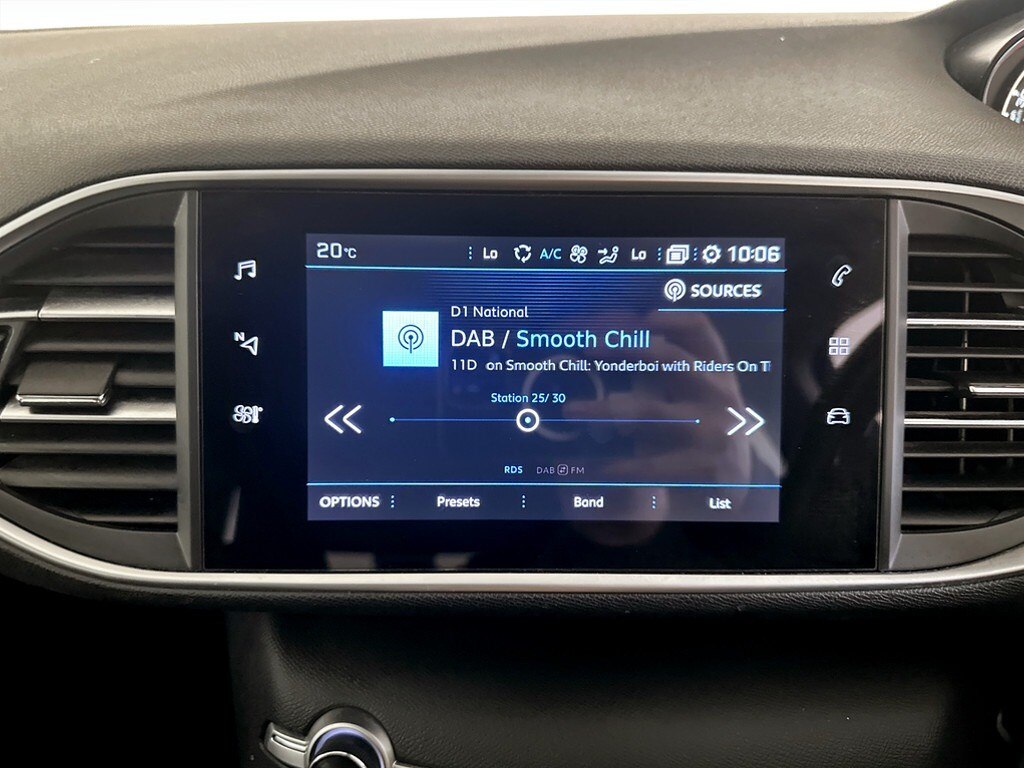 20°C Lo A/C Lo 10:06
SOURCES
D1 National
DAB / Smooth Chill
11D on Smooth Chill: Yonderboi with Riders On T
Station 25/ 30
N
RDS DAB FM
OPTIONS Presets Band List